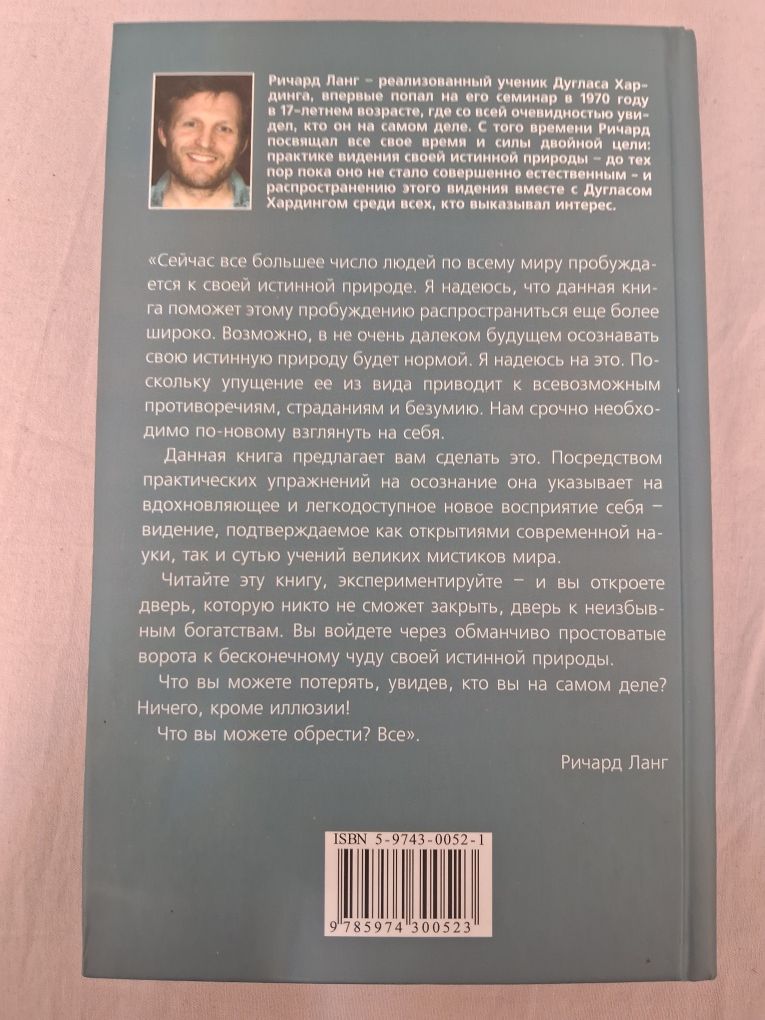 Ричард Ланг – реализованный ученик Дугласа Хар-
динга, впервые попал на его семинар в 1970 году
в 17-летнем возрасте, где со всей очевидностью уви-
дел, кто он на самом деле. С того времени Ричард
посвящал все свое время и силы двойной цели:
практике видения своей истинной природы – до тех
пор пока оно не стало совершенно естественным – и
распространению этого видения вместе с Дугласом
Хардингом среди всех, кто выказывал интерес.
«Сейчас все большее число людей по всему миру пробужда-
ется к своей истинной природе. Я надеюсь, что данная кни-
га поможет этому пробуждению распространиться еще более
широко. Возможно, в не очень далеком будущем осознавать
свою истинную природу будет нормой. Я надеюсь на это. По-
скольку упущение ее из вида приводит к всевозможным
противоречиям, страданиям и безумию. Нам срочно необхо-
димо по-новому взглянуть на себя.
Данная книга предлагает вам сделать это. Посредством
практических упражнений на осознание она указывает на
вдохновляющее и легкодоступное новое восприятие себя –
видение, подтверждаемое как открытиями современной на-
уки, так и сутью учений великих мистиков мира.
Читайте эту книгу, экспериментируйте – и вы откроете
дверь, которую никто не сможет закрыть, дверь к неизбыв-
ным богатствам. Вы войдете через обманчиво простоватые
ворота к бесконечному чуду своей истинной природы.
Что вы можете потерять, увидев, кто вы на самом деле?
Ничего, кроме иллюзии!
Что вы можете обрести? Все».
Ричард Ланг
ISBN 5-9743-0052-1
9 785974 300523